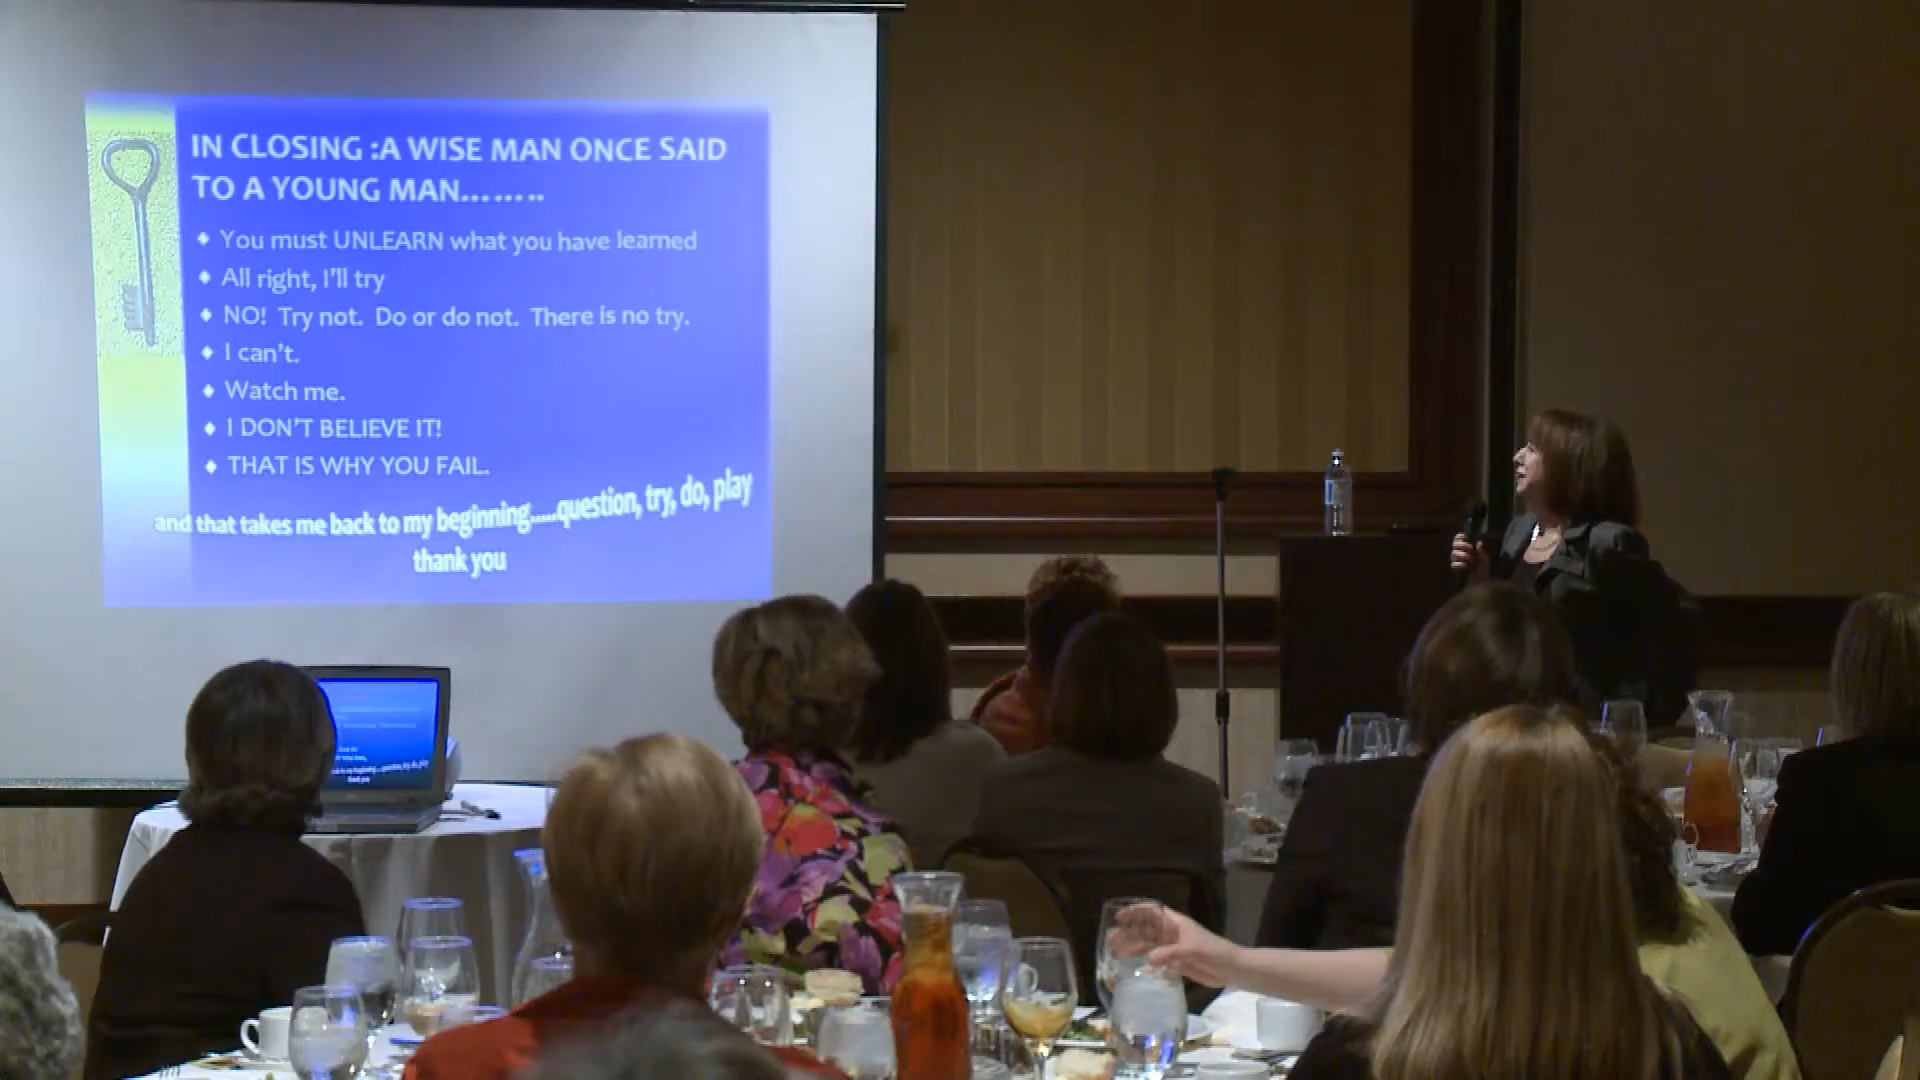 IN CLOSING :A WISE MAN ONCE SAID
TO A YOUNG MAN........
You must UNLEARN what you have learned
All right, I'll try
NO! Try not. Do or do not. There is no try.
I can't.
Watch me.
I DON'T BELIEVE IT!
THAT IS WHY YOU FAIL.
and that takes me back to my beginning.....question, try, do, play
thank you